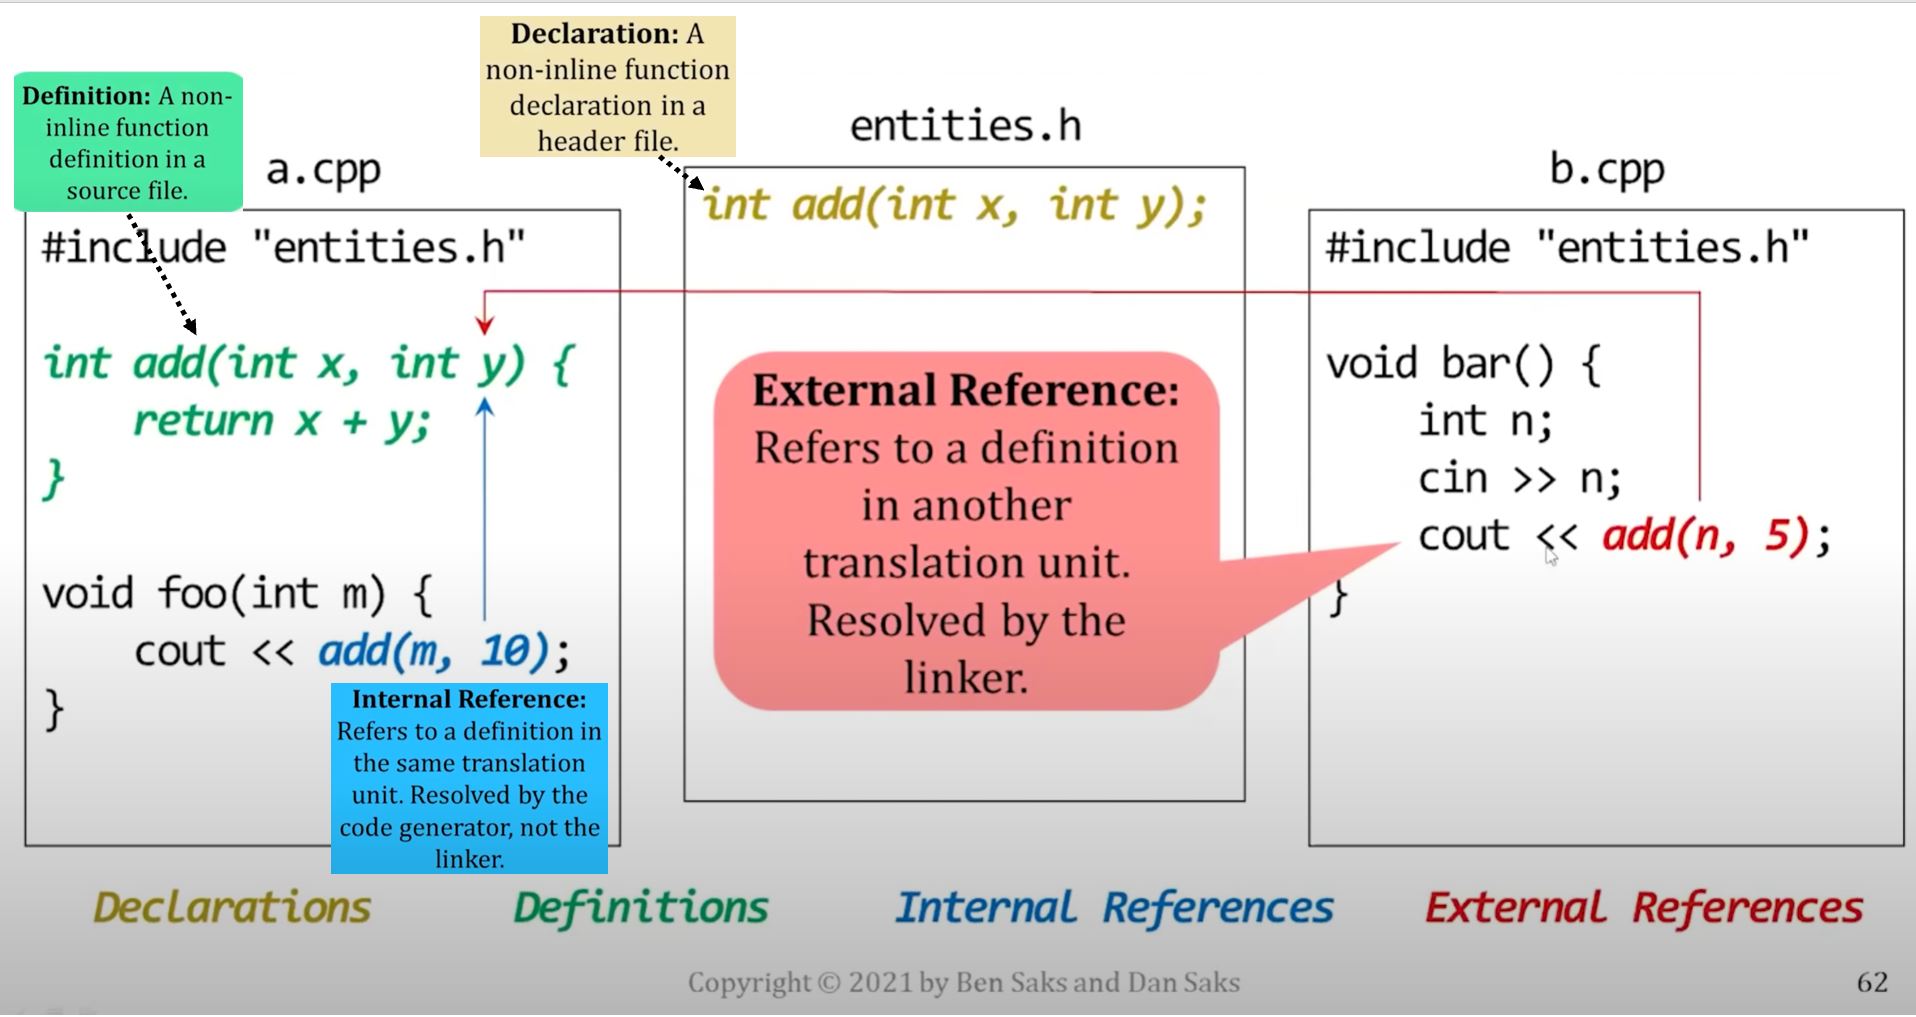 Declaration: A
non-inline function
declaration in a
header file.
Definition: A non-
inline function
definition in a
source file.
a.cpp
entities.h
b.cpp
#include "entities.h"
int add(int x, int y) {
return x + y;
}
void foo(int m) {
cout << add(m, 10);
}
Internal Reference:
Refers to a definition in
the same translation
unit. Resolved by the
code generator, not the
linker.
int add(int x, int y);
External Reference:
Refers to a definition
in another
translation unit.
Resolved by the
linker.
#include "entities.h"
void bar() {
int n;
cin >> n;
cout << add(n, 5);
}
Declarations
Definitions
Internal References
External References
Copyright © 2021 by Ben Saks and Dan Saks
62